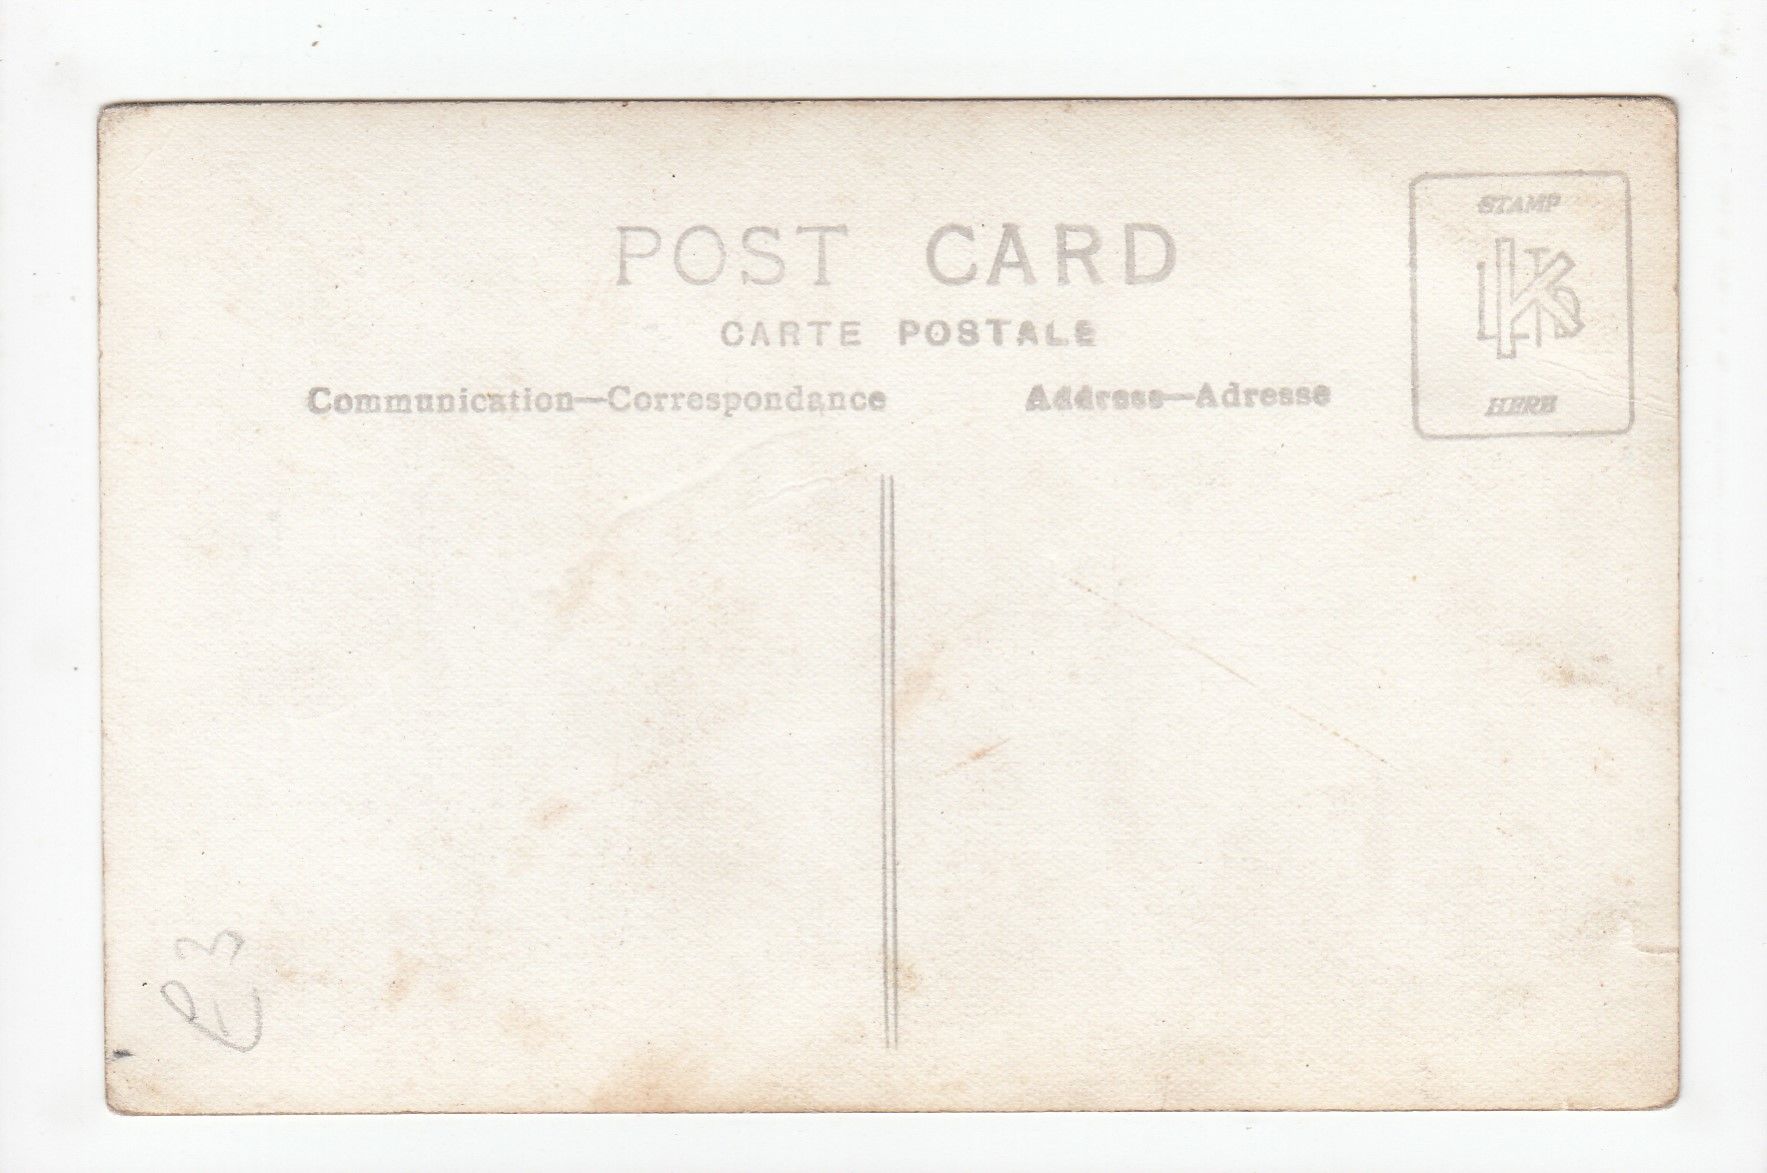 POST CARD
CARTE POSTALE
Communication—Correspondance
Address—Adresse
STAMP
HERE